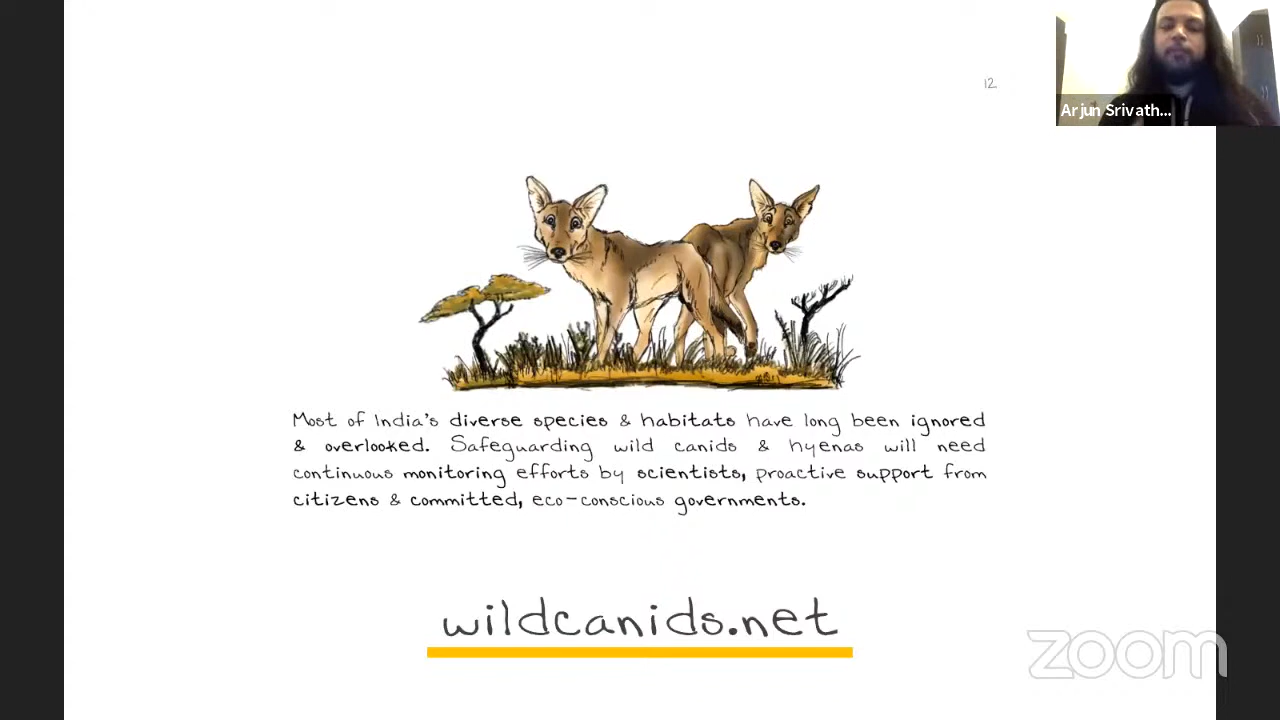 12
Arjun Srivath...
Most of India's diverse species & habitats have long been ignored
& overlooked. Safeguarding wild canids & hyenas will need
continuous monitoring efforts by scientists, proactive support from
citizens & committed, eco-conscious governments.
wildcanids.net
zoom